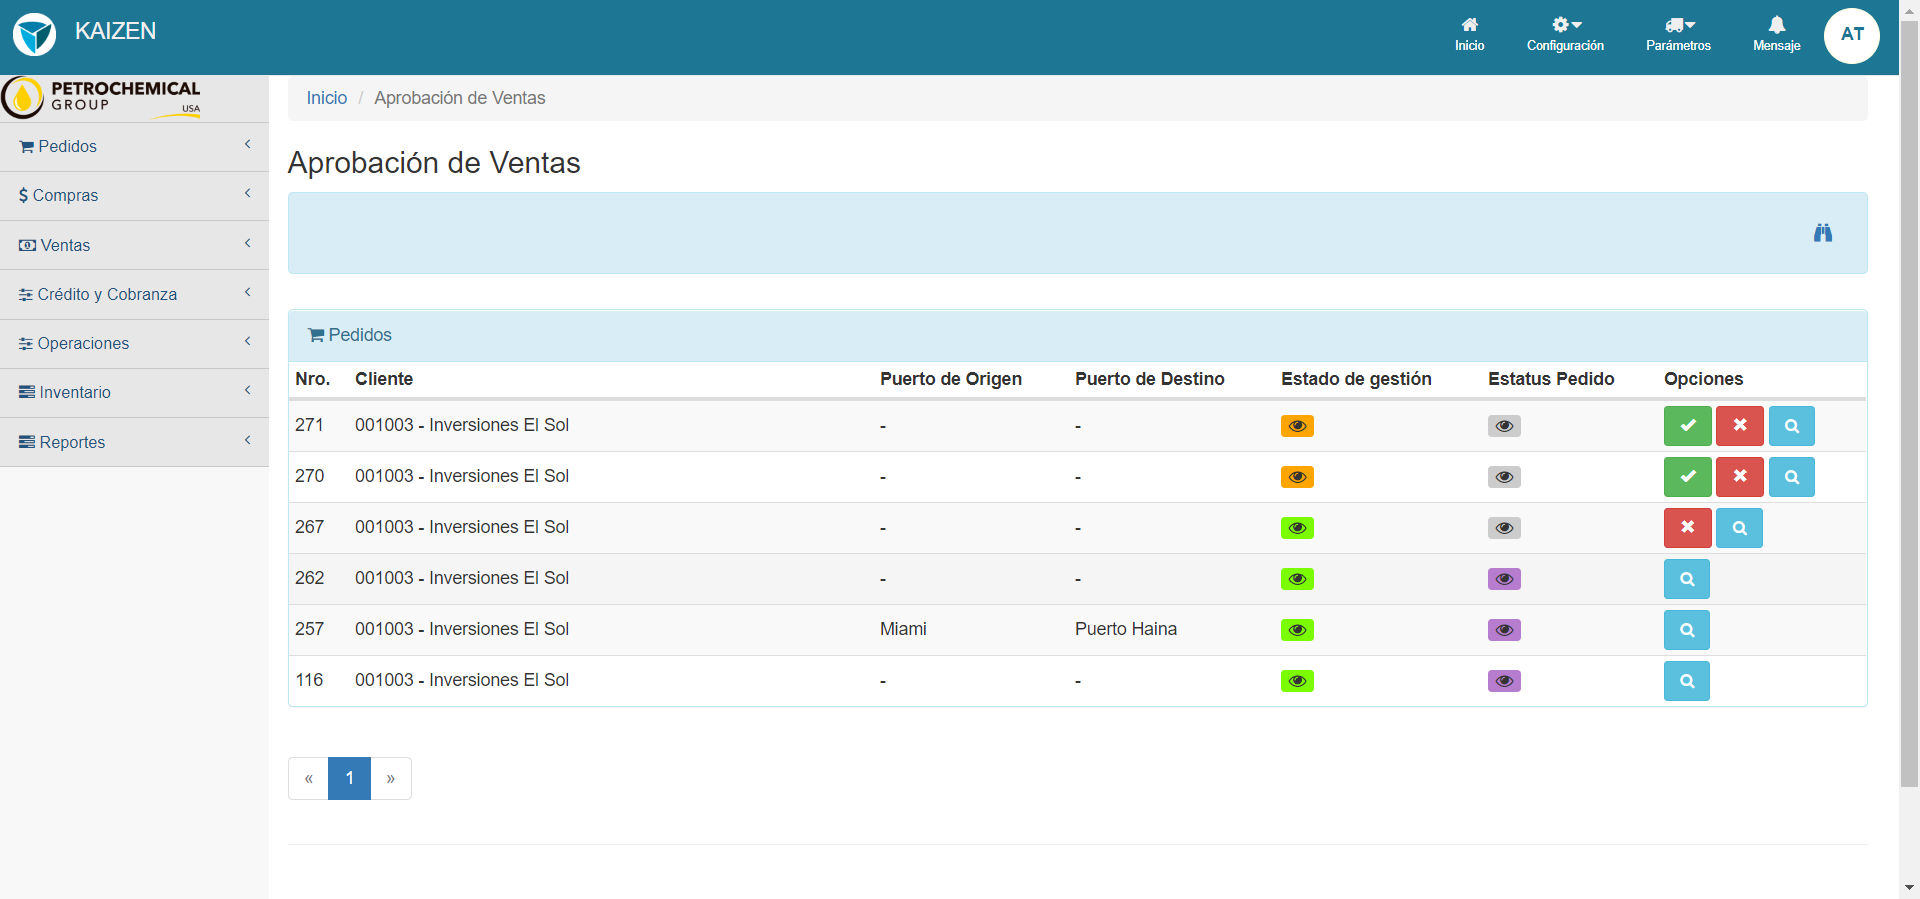 KAIZEN
Inicio
Configuración
Parámetros
Mensaje
AT
PETROCHEMICAL
GROUP
USA
Inicio / Aprobación de Ventas
Pedidos
$ Compras
Ventas
Crédito y Cobranza
Operaciones
Inventario
Reportes
Aprobación de Ventas
Pedidos
Nro. Cliente Puerto de Origen Puerto de Destino Estado de gestión Estatus Pedido Opciones
271 001003 - Inversiones El Sol - -
270 001003 - Inversiones El Sol - -
267 001003 - Inversiones El Sol - -
262 001003 - Inversiones El Sol - -
257 001003 - Inversiones El Sol Miami Puerto Haina
116 001003 - Inversiones El Sol - -
« 1 »